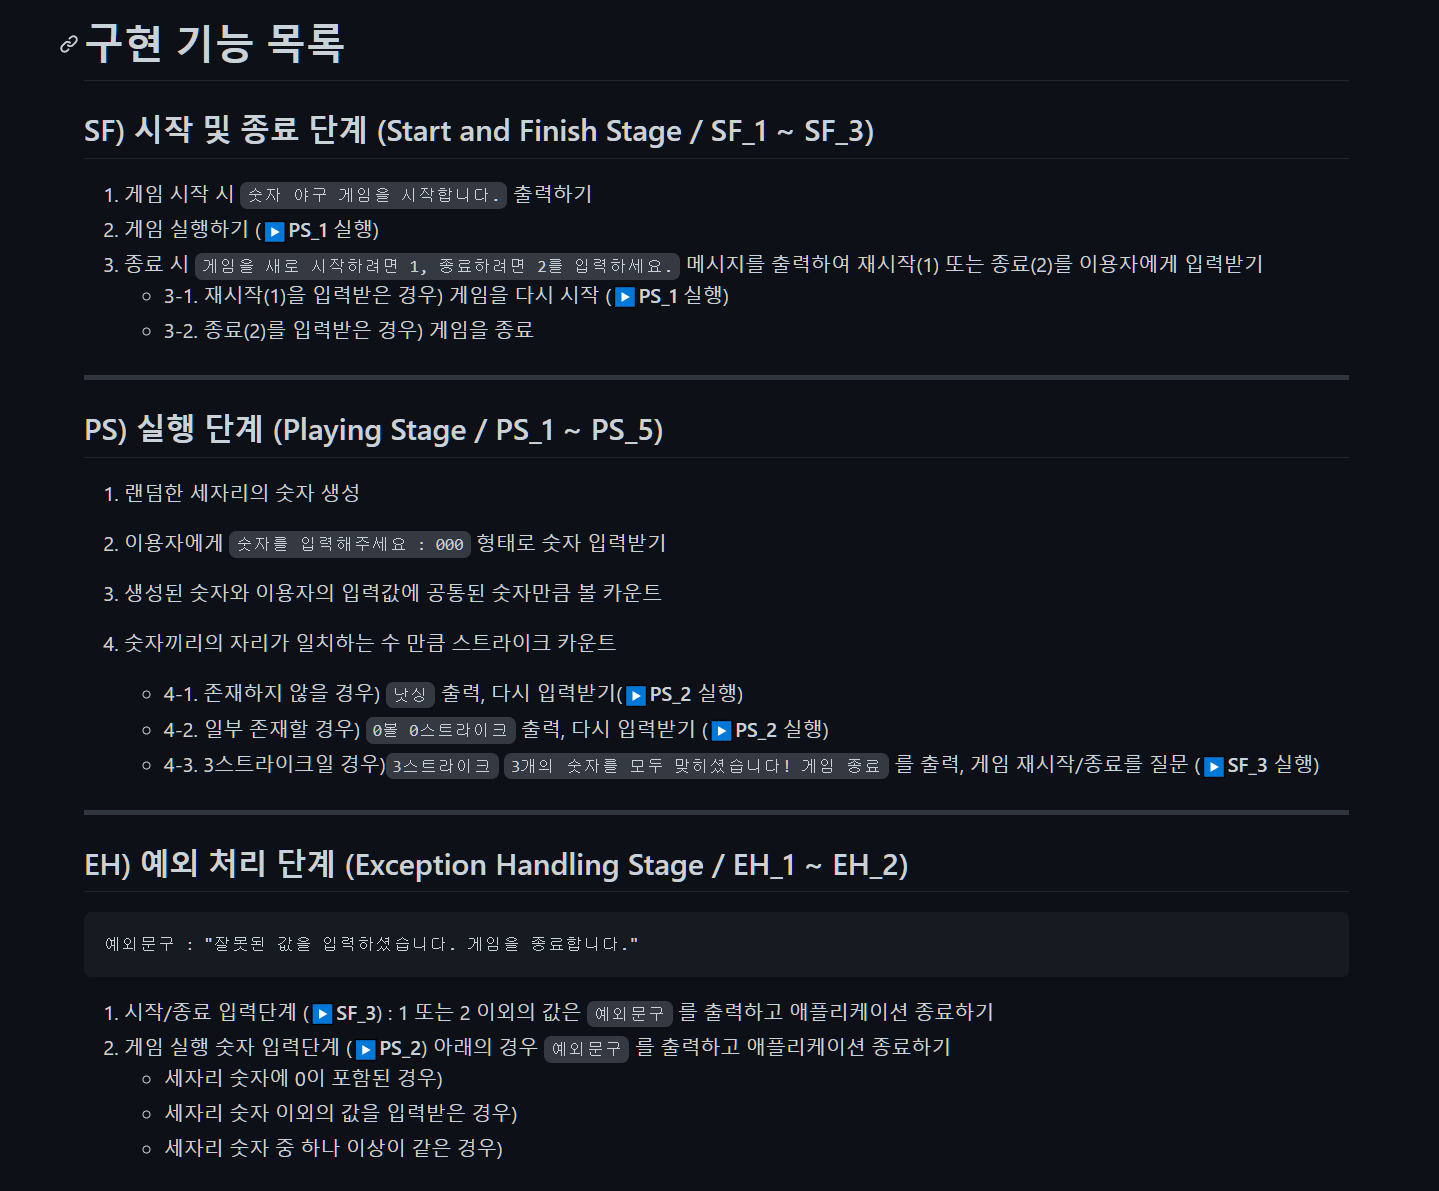 구현 기능 목록
SF) 시작 및 종료 단계 (Start and Finish Stage / SF_1 ~ SF_3)
1. 게임 시작 시 숫자 야구 게임을 시작합니다. 출력하기
2. 게임 실행하기 (▶PS_1 실행)
3. 종료 시 게임을 새로 시작하려면 1, 종료하려면 2를 입력하세요. 메시지를 출력하여 재시작(1) 또는 종료(2)를 이용자에게 입력받기
◦ 3-1. 재시작(1)을 입력받은 경우) 게임을 다시 시작 (▶PS_1 실행)
◦ 3-2. 종료(2)를 입력받은 경우) 게임을 종료
PS) 실행 단계 (Playing Stage / PS_1 ~ PS_5)
1. 랜덤한 세자리의 숫자 생성
2. 이용자에게 숫자를 입력해주세요 : 000 형태로 숫자 입력받기
3. 생성된 숫자와 이용자의 입력값에 공통된 숫자만큼 볼 카운트
4. 숫자끼리의 자리가 일치하는 수 만큼 스트라이크 카운트
◦ 4-1. 존재하지 않을 경우) 낫싱 출력, 다시 입력받기(▶PS_2 실행)
◦ 4-2. 일부 존재할 경우) 0볼 0스트라이크 출력, 다시 입력받기 (▶PS_2 실행)
◦ 4-3. 3스트라이크일 경우)3스트라이크 3개의 숫자를 모두 맞히셨습니다! 게임 종료 를 출력, 게임 재시작/종료를 질문 (▶SF_3 실행)
EH) 예외 처리 단계 (Exception Handling Stage / EH_1 ~ EH_2)
예외문구 : "잘못된 값을 입력하셨습니다. 게임을 종료합니다."
1. 시작/종료 입력단계 (▶SF_3) : 1 또는 2 이외의 값은 예외문구 를 출력하고 애플리케이션 종료하기
2. 게임 실행 숫자 입력단계 (▶PS_2) 아래의 경우 예외문구 를 출력하고 애플리케이션 종료하기
◦ 세자리 숫자에 0이 포함된 경우)
◦ 세자리 숫자 이외의 값을 입력받은 경우)
◦ 세자리 숫자 중 하나 이상이 같은 경우)